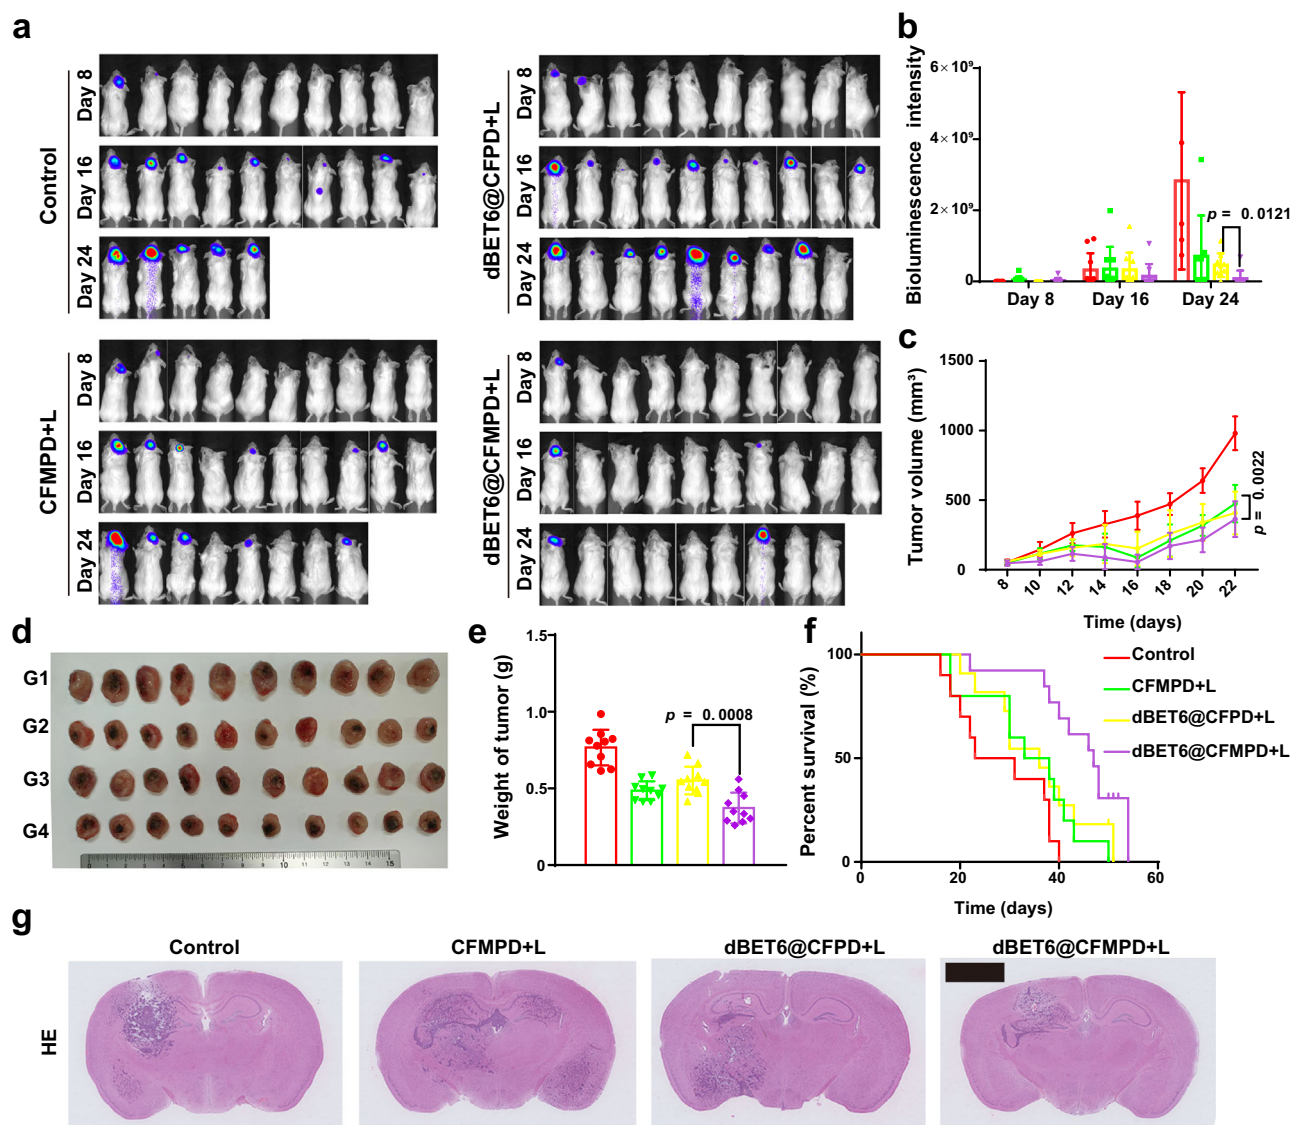 a
Control
Day 8
Day 16
Day 24
dBET6@CFPD+L
Day 8
Day 16
Day 24
CFMPD+L
Day 8
Day 16
Day 24
dBET6@CFMPD+L
Day 8
Day 16
Day 24
b
Bioluminescence intensity
6×10⁹
4×10⁹
2×10⁹
0
p = 0.0121
Day 8 Day 16 Day 24
c
Tumor volume (mm³)
1500
1000
500
0
p = 0.0022
8 10 12 14 16 18 20 22
Time (days)
d
G1
G2
G3
G4
e
Weight of tumor (g)
1.5
1.0
0.5
0
p = 0.0008
f
Percent survival (%)
100
50
0
0 20 40 60
Time (days)
Control
CFMPD+L
dBET6@CFPD+L
dBET6@CFMPD+L
g
Control CFMPD+L dBET6@CFPD+L dBET6@CFMPD+L
HE